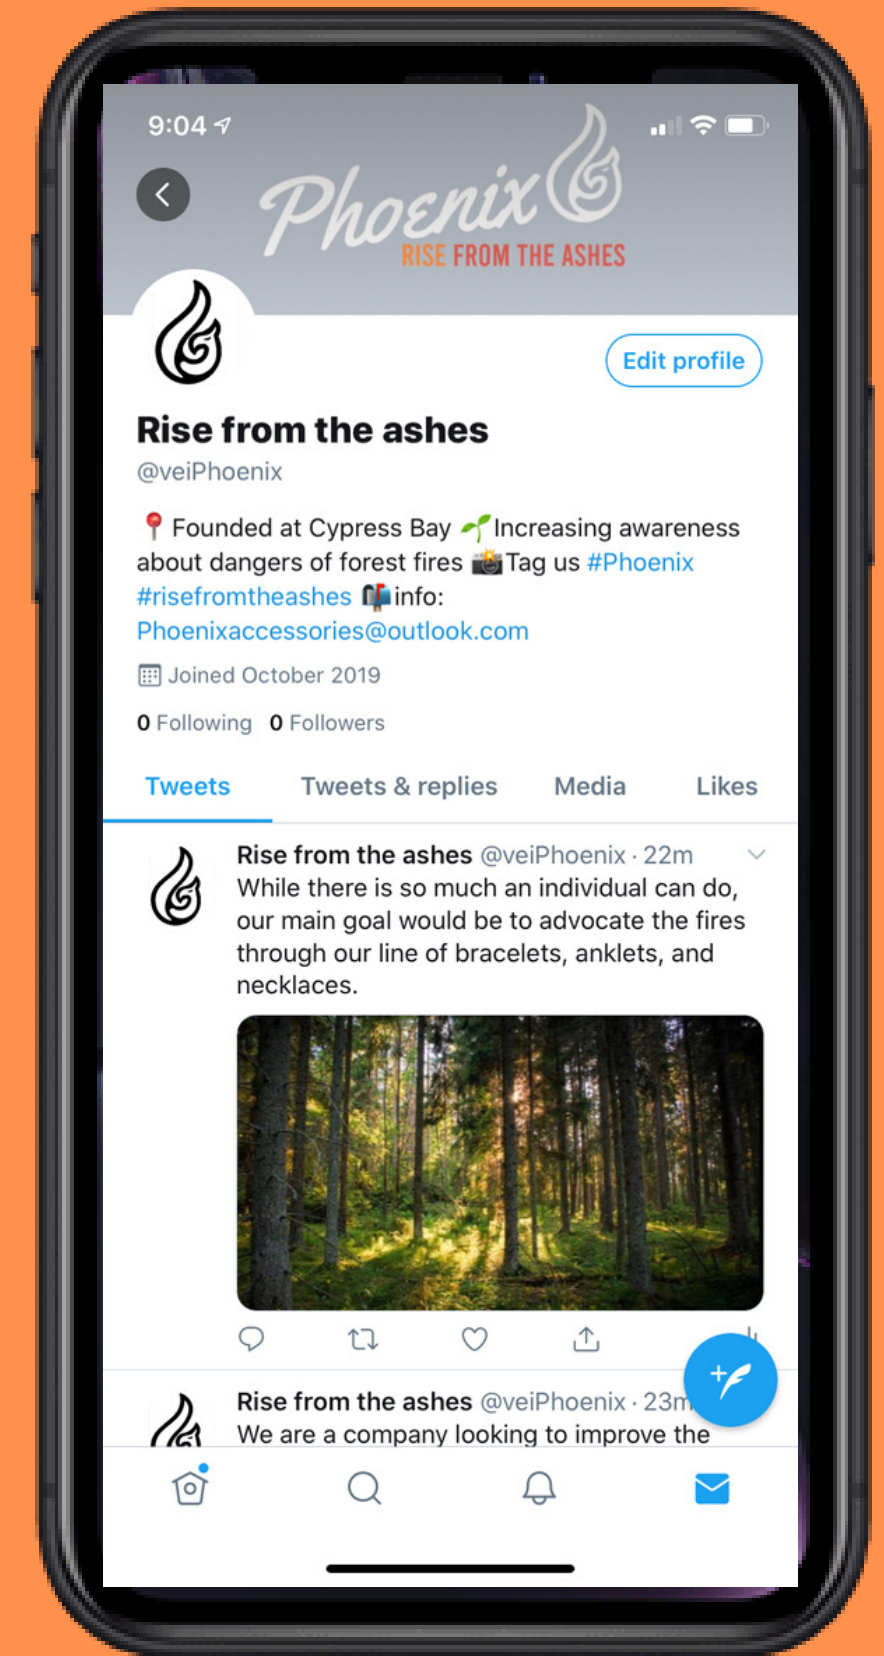 9:04
Phoenix
RISE FROM THE ASHES
Edit profile
Rise from the ashes
@veiPhoenix
📍 Founded at Cypress Bay 🌱Increasing awareness
about dangers of forest fires 📸Tag us #Phoenix
#risefromtheashes 📬info:
Phoenixaccessories@outlook.com
Joined October 2019
0 Following 0 Followers
Tweets Tweets & replies Media Likes
Rise from the ashes @veiPhoenix · 22m
While there is so much an individual can do,
our main goal would be to advocate the fires
through our line of bracelets, anklets, and
necklaces.
Rise from the ashes @veiPhoenix · 23m
We are a company looking to improve the